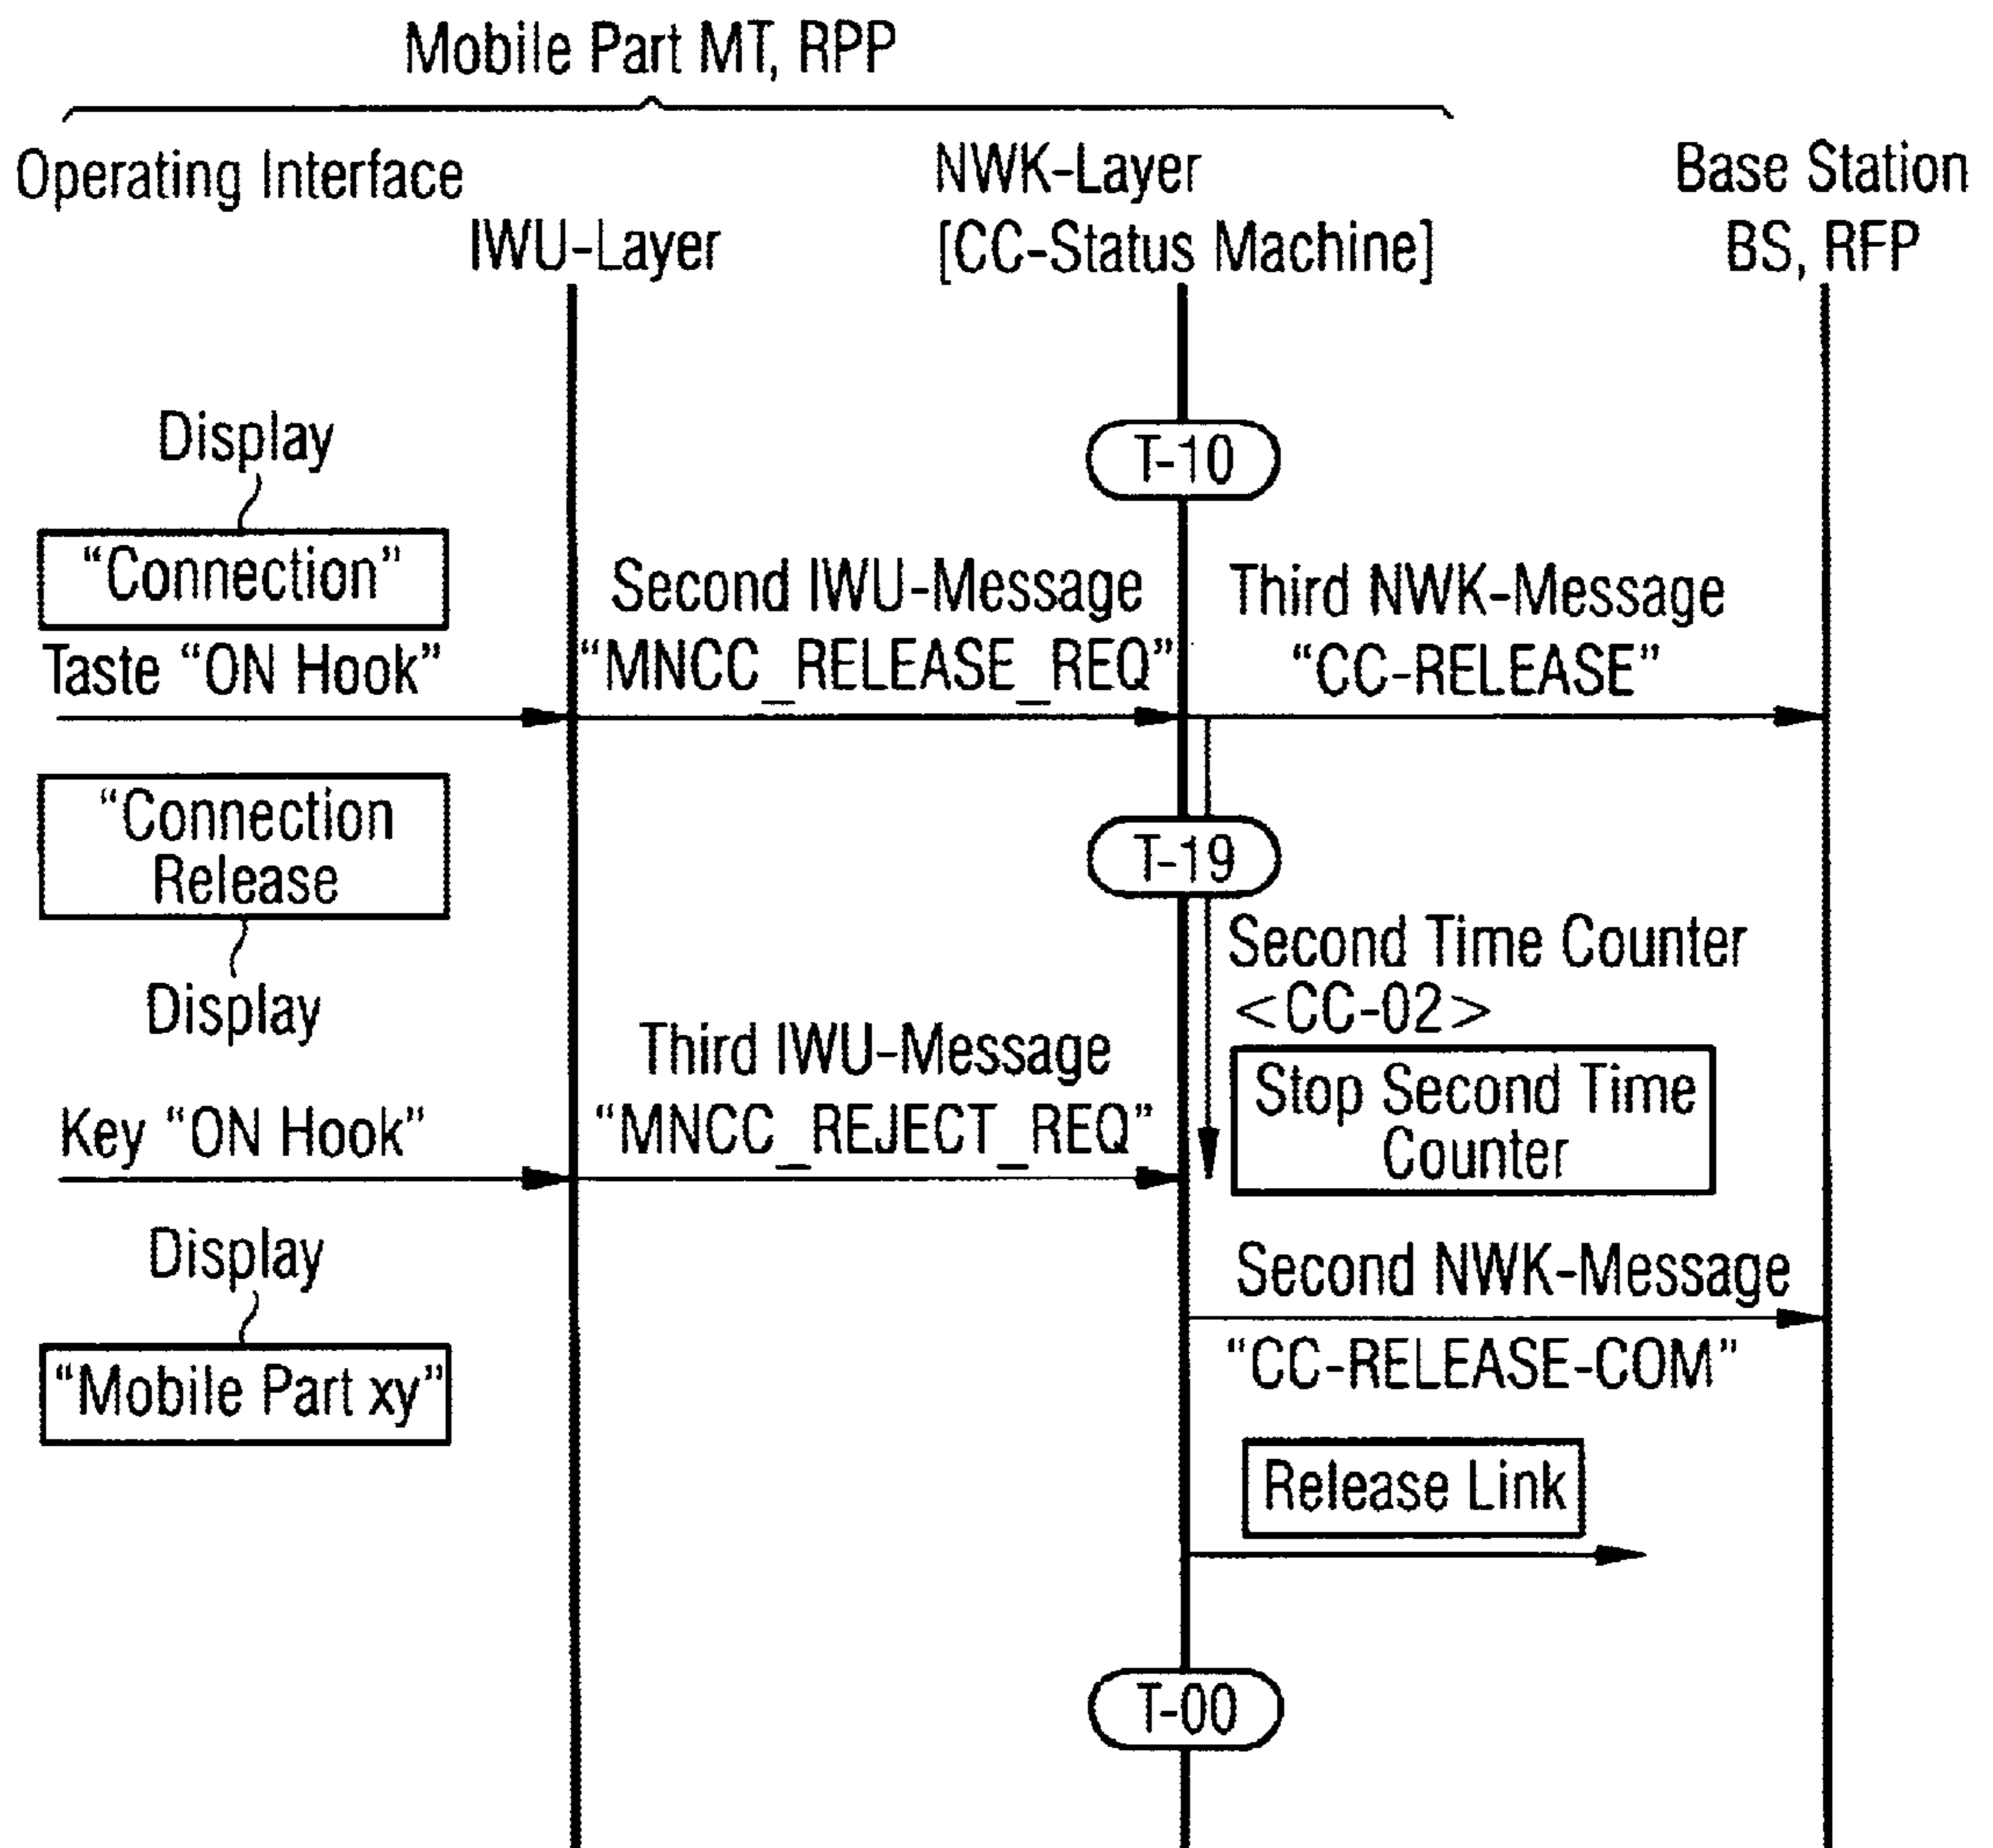 Mobile Part MT, RPP
Operating Interface
IWU-Layer
NWK-Layer
[CC-Status Machine]
Base Station
BS, RFP
T-10
Display
“Connection”
Taste “ON Hook”
Second IWU-Message
“MNCC_RELEASE_REQ”
Third NWK-Message
“CC-RELEASE”
“Connection
Release
Display
T-19
Second Time Counter
<CC-02>
Stop Second Time
Counter
Third IWU-Message
“MNCC_REJECT_REQ”
Key “ON Hook”
Display
“Mobile Part xy”
Second NWK-Message
“CC-RELEASE-COM”
Release Link
T-00